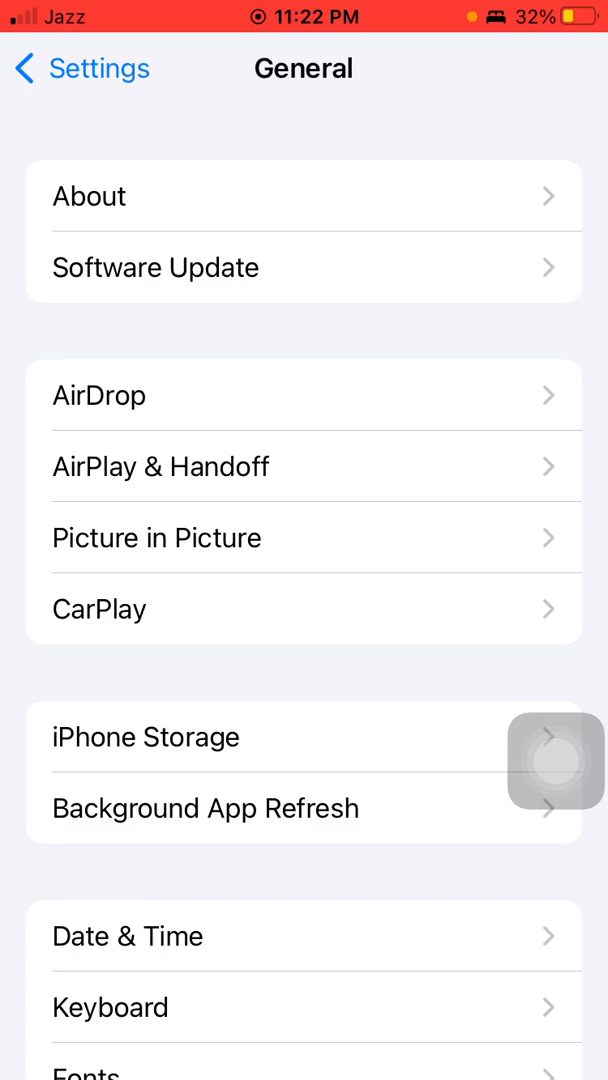 Jazz 11:22 PM 32%
Settings General
About
Software Update
AirDrop
AirPlay & Handoff
Picture in Picture
CarPlay
iPhone Storage
Background App Refresh
Date & Time
Keyboard
Fonts